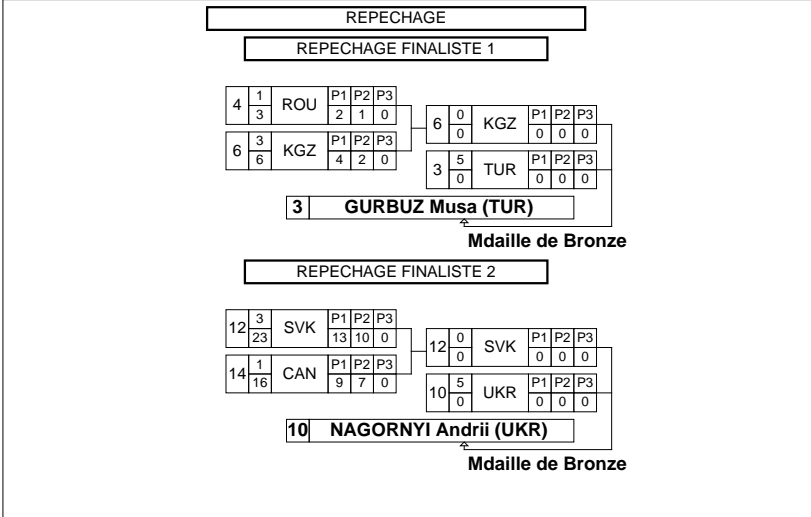 REPECHAGE
REPECHAGE FINALISTE 1
4 1 ROU P1 P2 P3
3 2 1 0
6 0 KGZ P1 P2 P3
0 0 0 0
6 3 KGZ P1 P2 P3
6 4 2 0
3 5 TUR P1 P2 P3
0 0 0 0
3 GURBUZ Musa (TUR)
Mdaille de Bronze
REPECHAGE FINALISTE 2
12 3 SVK P1 P2 P3
23 13 10 0
12 0 SVK P1 P2 P3
0 0 0 0
14 1 CAN P1 P2 P3
16 9 7 0
10 5 UKR P1 P2 P3
0 0 0 0
10 NAGORNYI Andrii (UKR)
Mdaille de Bronze